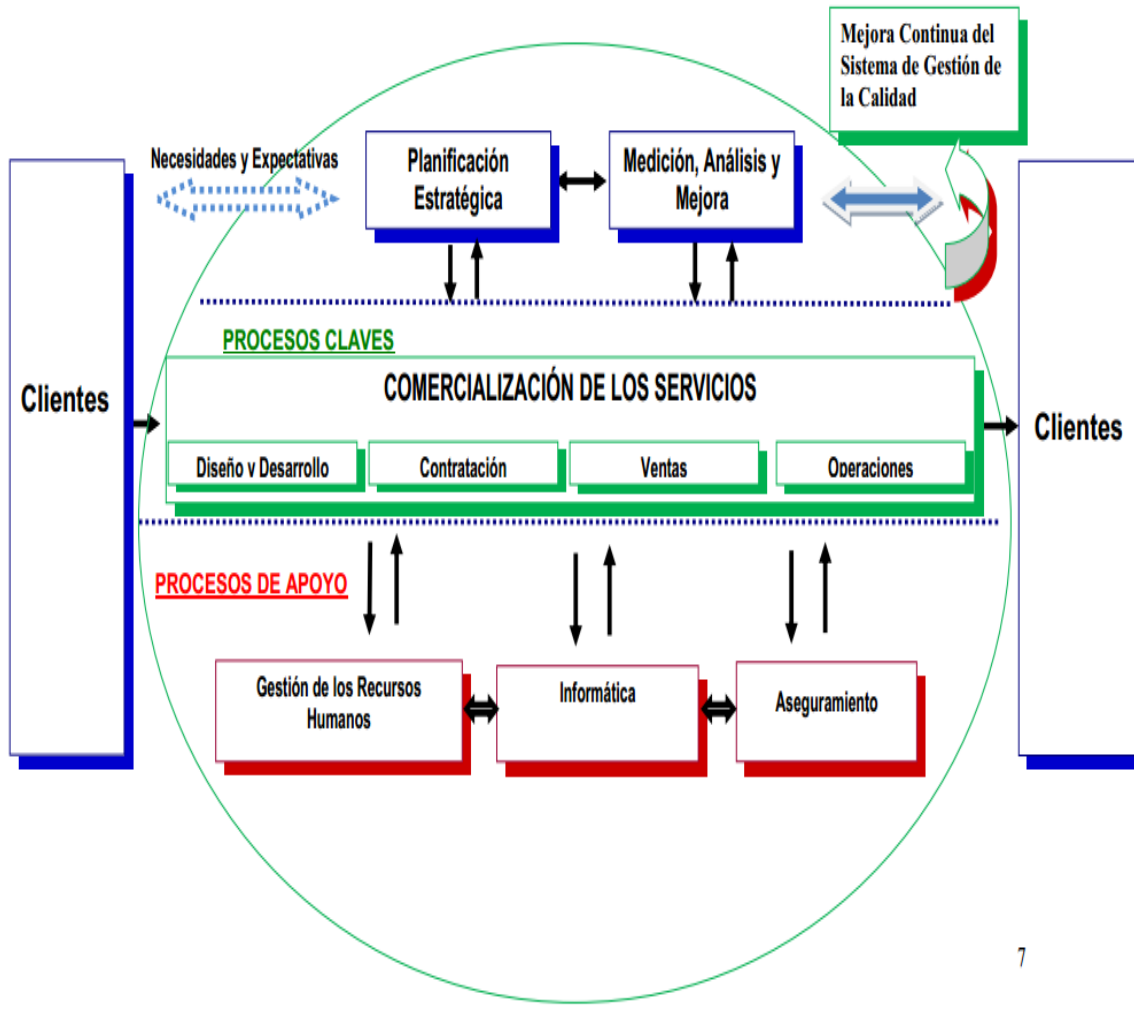 Mejora Continua del
Sistema de Gestión de
la Calidad
Necesidades y Expectativas
Planificación
Estratégica
Medición, Análisis y
Mejora
PROCESOS CLAVES
COMERCIALIZACIÓN DE LOS SERVICIOS
Clientes
Diseño y Desarrollo
Contratación
Ventas
Operaciones
Clientes
PROCESOS DE APOYO
Gestión de los Recursos
Humanos
Informática
Aseguramiento
7